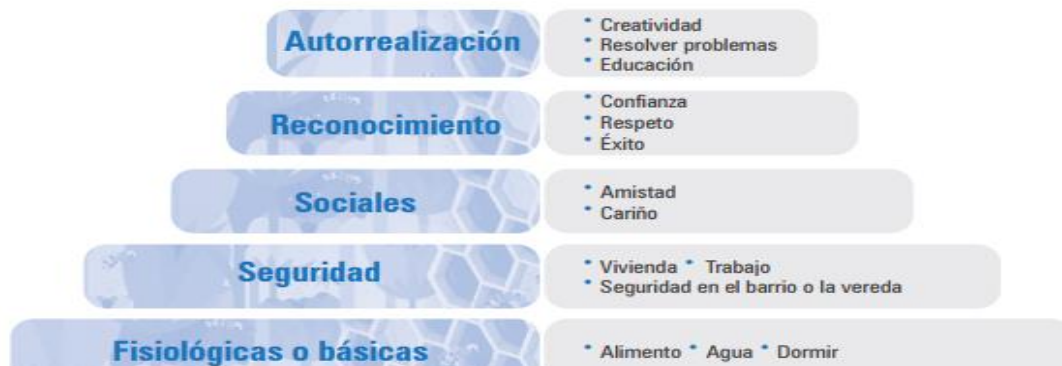 Autorrealización
• Creatividad
• Resolver problemas
• Educación
Reconocimiento
• Confianza
• Respeto
• Éxito
Sociales
• Amistad
• Cariño
Seguridad
• Vivienda • Trabajo
• Seguridad en el barrio o la vereda
Fisiológicas o básicas
• Alimento • Agua • Dormir